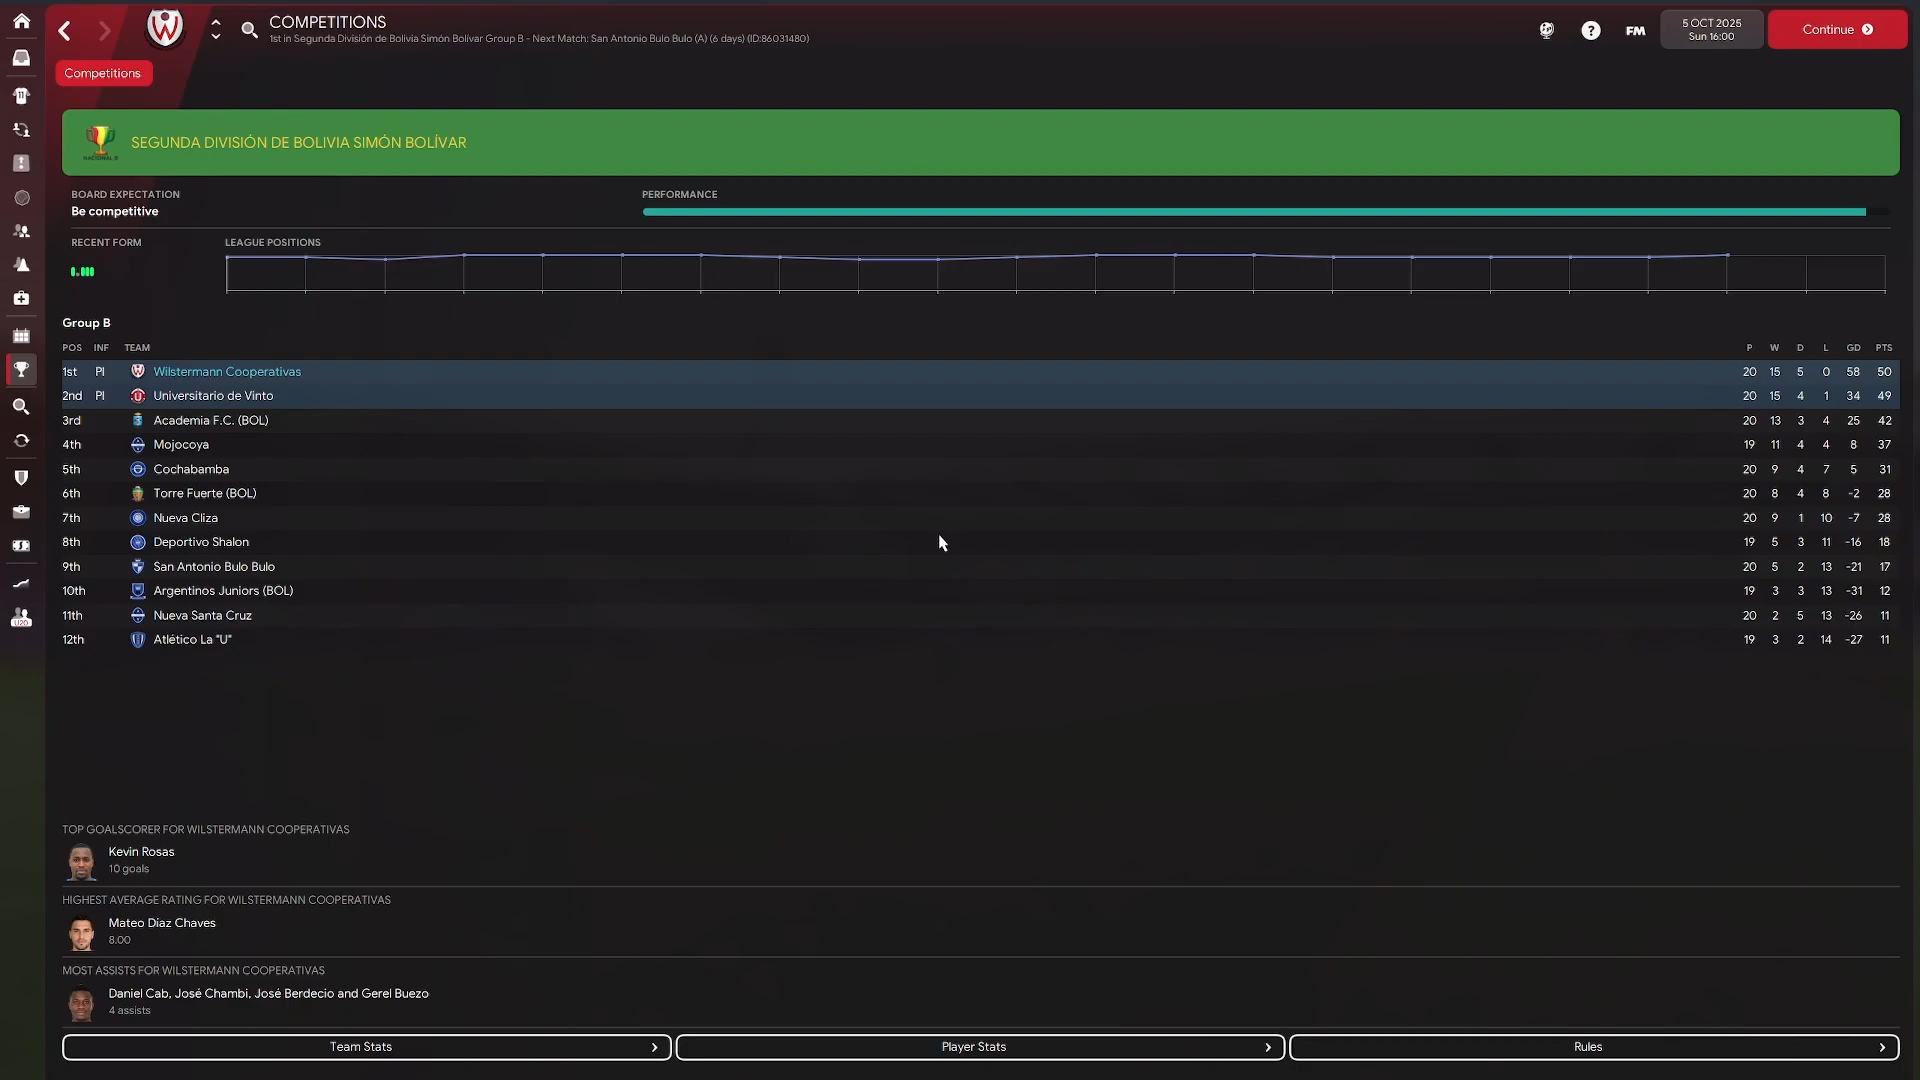 COMPETITIONS
1st in Segunda División de Bolivia Simón Bolívar Group B - Next Match: San Antonio Bulo Bulo (A) (6 days) (ID:86031480)
FM
5 OCT 2025
Sun 16:00
Continue
Competitions
NACIONAL B
SEGUNDA DIVISIÓN DE BOLIVIA SIMÓN BOLÍVAR
BOARD EXPECTATION
Be competitive
PERFORMANCE
RECENT FORM
LEAGUE POSITIONS
Group B
POS INF TEAM P W D L GD PTS
1st PI Wilstermann Cooperativas 20 15 5 0 58 50
2nd PI Universitario de Vinto 20 15 4 1 34 49
3rd Academia F.C. (BOL) 20 13 3 4 25 42
4th Mojocoya 19 11 4 4 8 37
5th Cochabamba 20 9 4 7 5 31
6th Torre Fuerte (BOL) 20 8 4 8 -2 28
7th Nueva Cliza 20 9 1 10 -7 28
8th Deportivo Shalon 19 5 3 11 -16 18
9th San Antonio Bulo Bulo 20 5 2 13 -21 17
10th Argentinos Juniors (BOL) 19 3 3 13 -31 12
11th Nueva Santa Cruz 20 2 5 13 -26 11
12th Atlético La "U" 19 3 2 14 -27 11
U20
TOP GOALSCORER FOR WILSTERMANN COOPERATIVAS
Kevin Rosas
10 goals
HIGHEST AVERAGE RATING FOR WILSTERMANN COOPERATIVAS
Mateo Díaz Chaves
8.00
MOST ASSISTS FOR WILSTERMANN COOPERATIVAS
Daniel Cab, José Chambi, José Berdecio and Gerel Buezo
4 assists
Team Stats
Player Stats
Rules